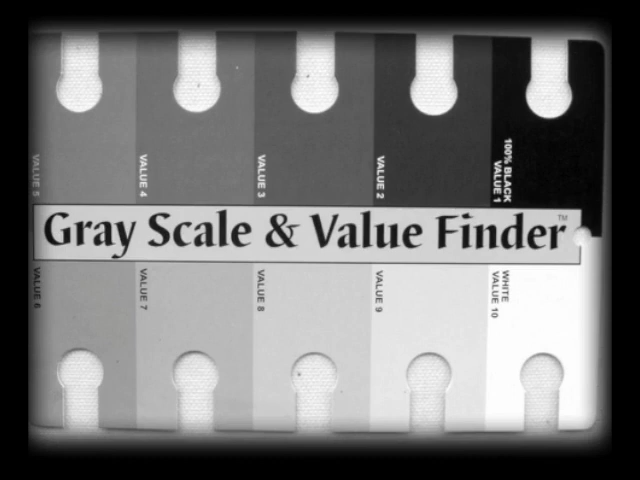 VALUE 5
VALUE 4
VALUE 3
VALUE 2
100% BLACK
VALUE 1
Gray Scale & Value Finder™
VALUE 6
VALUE 7
VALUE 8
VALUE 9
WHITE
VALUE 10